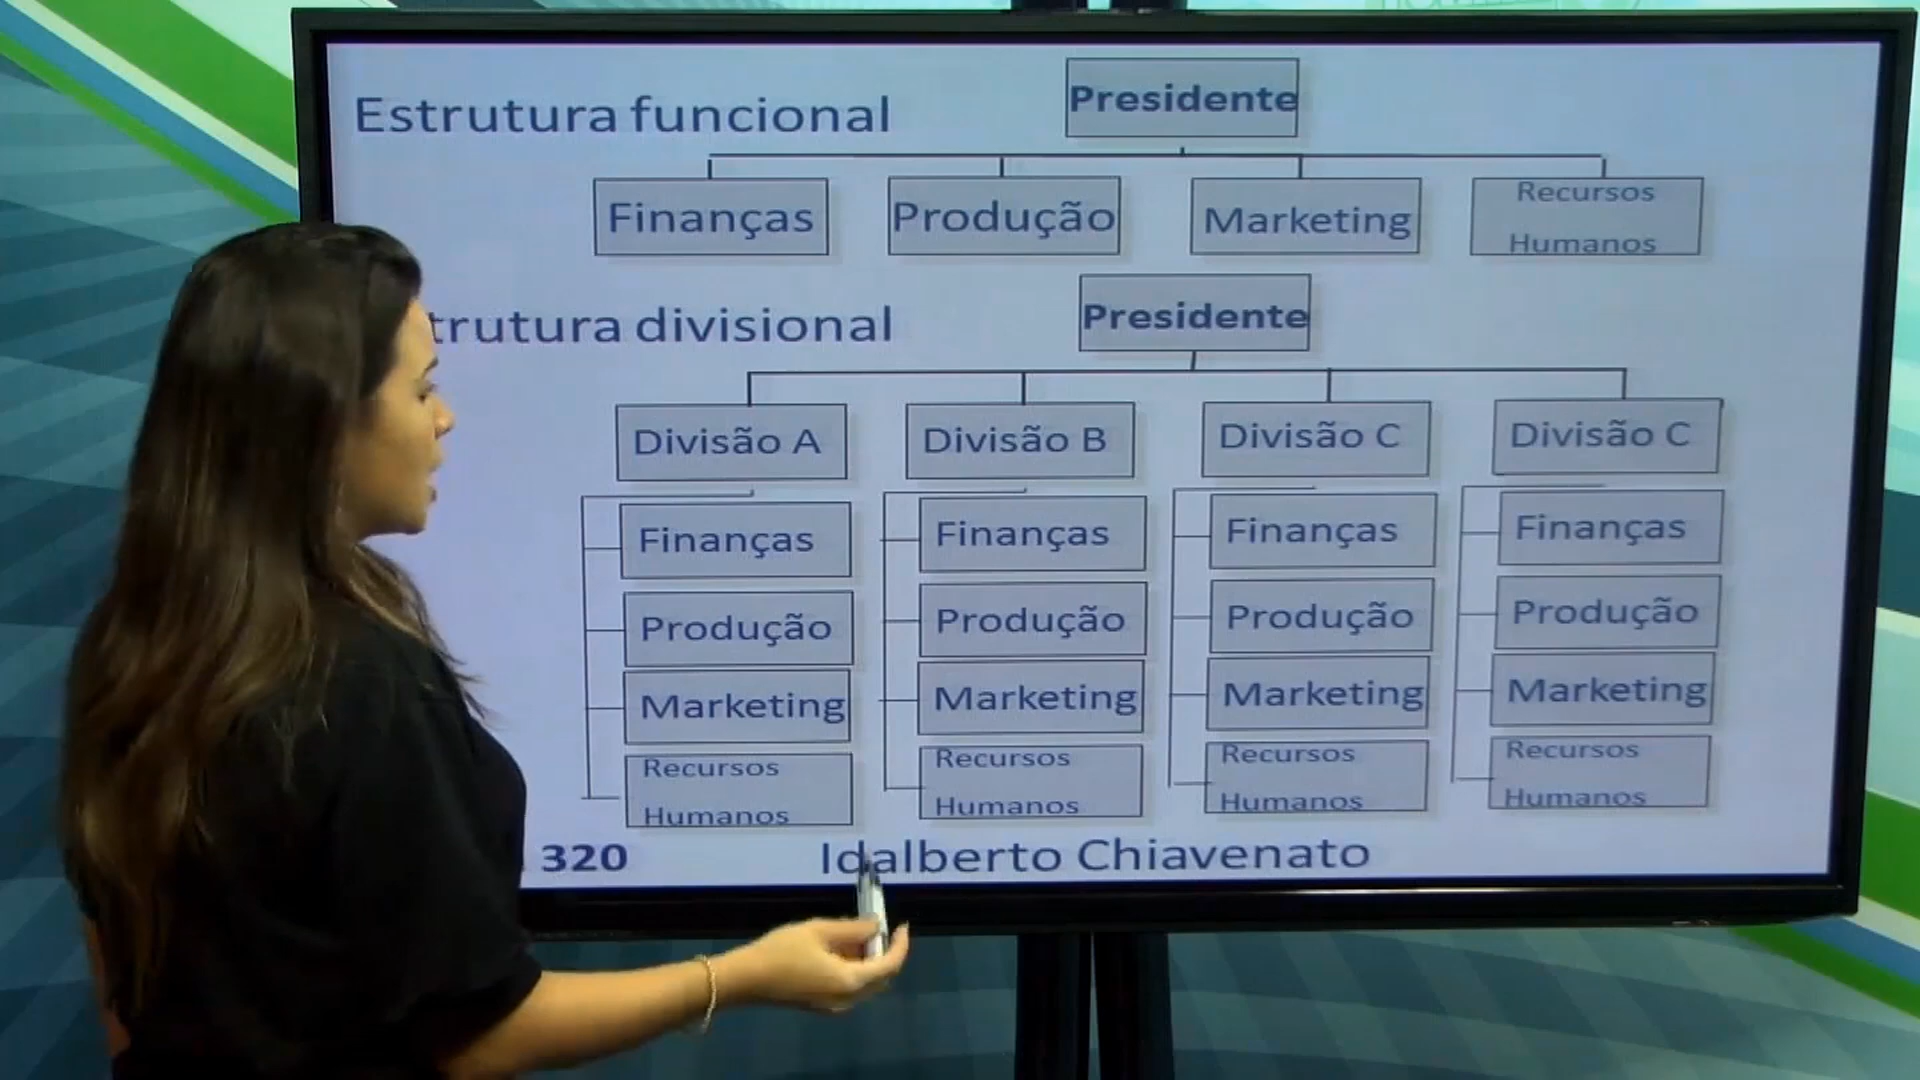 Presidente
Estrutura funcional
Finanças Produção Marketing Recursos
Humanos
Presidente
trutura divisional
Divisão A Divisão B Divisão C Divisão C
Finanças Finanças Finanças Finanças
Produção Produção Produção Produção
Marketing Marketing Marketing Marketing
Recursos Recursos Recursos Recursos
Humanos Humanos Humanos Humanos
320 Idalberto Chiavenato